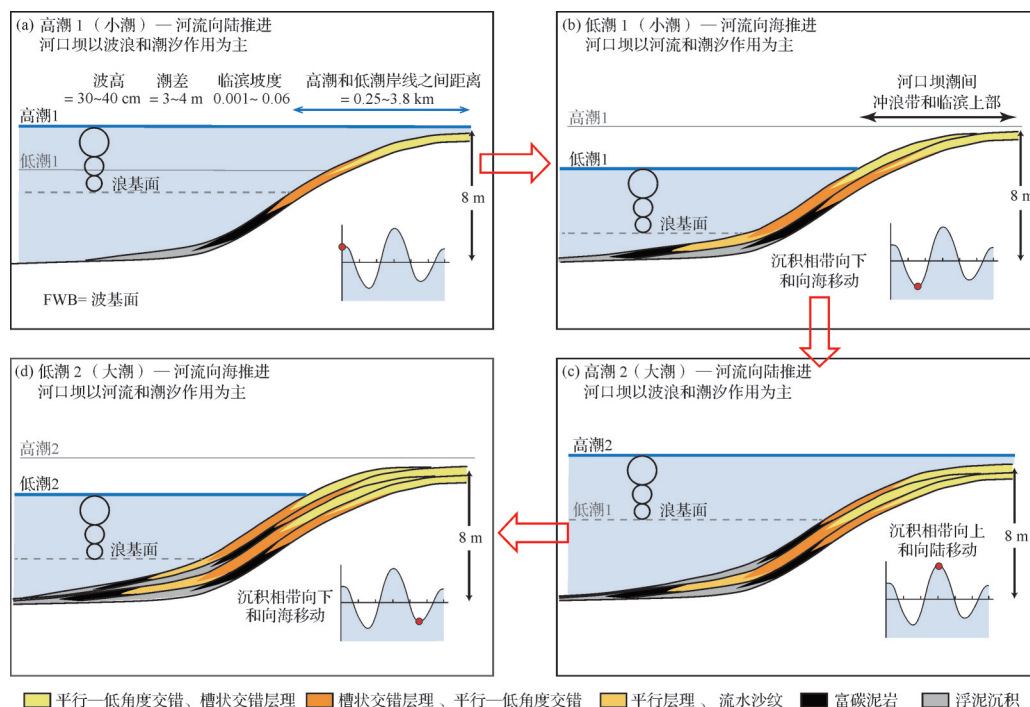 (a) 高潮 1（小潮）— 河流向陆推进
河口坝以波浪和潮汐作用为主
波高 潮差 临滨坡度 高潮和低潮岸线之间距离
= 30~40 cm = 3~4 m 0.001~ 0.06 = 0.25~3.8 km
高潮1
低潮1
浪基面
8 m
FWB= 波基面
(b) 低潮 1（小潮）— 河流向海推进
河口坝以河流和潮汐作用为主
河口坝潮间
冲浪带和临滨上部
高潮1
低潮1
浪基面
8 m
沉积相带向下
和向海移动
(d) 低潮 2（大潮）— 河流向海推进
河口坝以河流和潮汐作用为主
高潮2
低潮2
浪基面
8 m
沉积相带向下
和向海移动
(c) 高潮 2（大潮）— 河流向陆推进
河口坝以波浪和潮汐作用为主
高潮2
低潮1
浪基面
沉积相带向上
和向陆移动
8 m
平行—低角度交错、槽状交错层理 槽状交错层理 、平行—低角度交错 平行层理 、流水沙纹 富碳泥岩 浮泥沉积